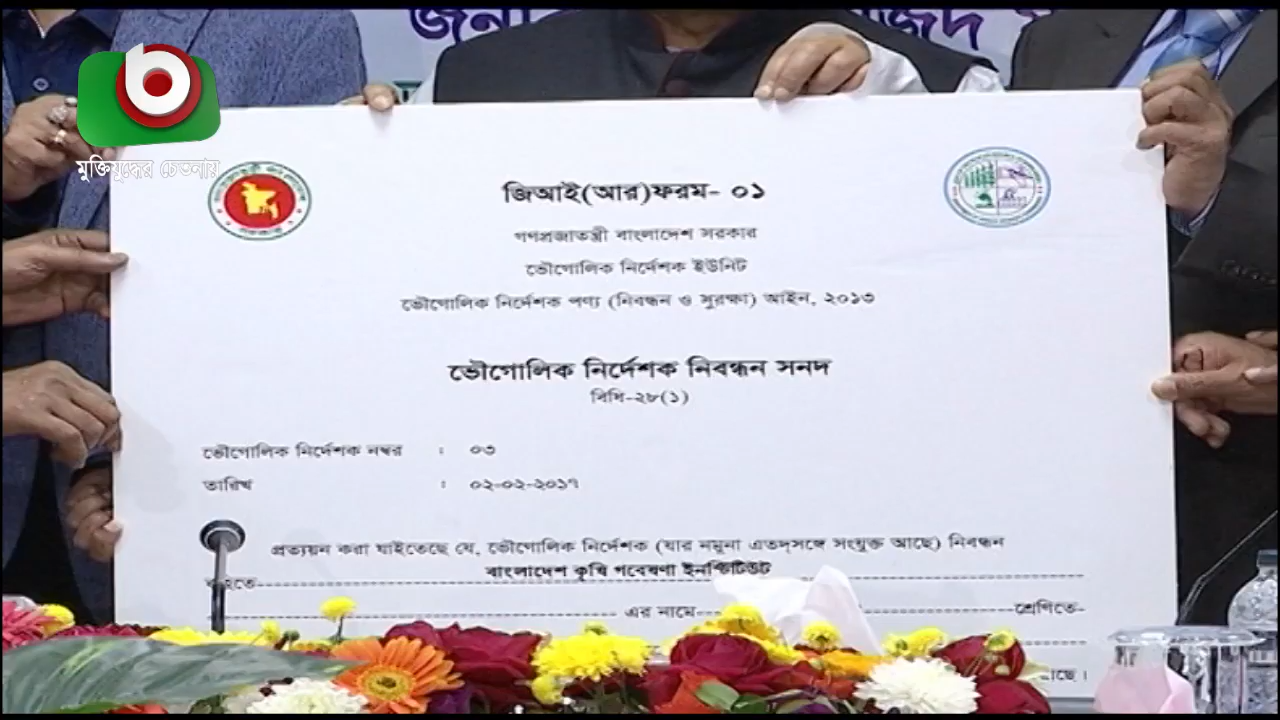 মুক্তিযুদ্ধের চেতনায়
জিআই(আর)ফরম- ০১
গণপ্রজাতন্ত্রী বাংলাদেশ সরকার
ভৌগোলিক নির্দেশক ইউনিট
ভৌগোলিক নির্দেশক পণ্য (নিবন্ধন ও সুরক্ষা) আইন, ২০১৩
ভৌগোলিক নির্দেশক নিবন্ধন সনদ
বিধি-২৮(১)
ভৌগোলিক নির্দেশক নম্বর : ০৩
তারিখ : ০২-০২-২০১৭
প্রত্যয়ন করা যাইতেছে যে, ভৌগোলিক নির্দেশক (যার নমুনা এতদ্‌সঙ্গে সংযুক্ত আছে) নিবন্ধন
বাংলাদেশ কৃষি গবেষণা ইনস্টিটিউট
এর নামে শ্রেণিতে